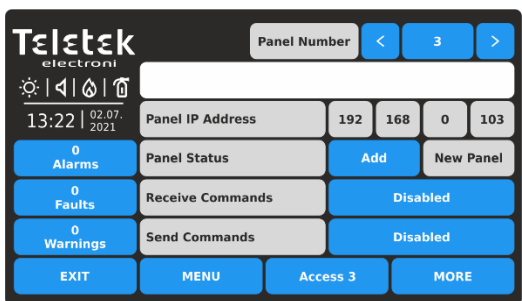 Teletek
electroni
Panel Number < 3 >
13:22 02.07.
2021
Panel IP Address 192 168 0 103
0
Alarms
Panel Status Add New Panel
0
Faults
Receive Commands Disabled
0
Warnings
Send Commands Disabled
EXIT MENU Access 3 MORE